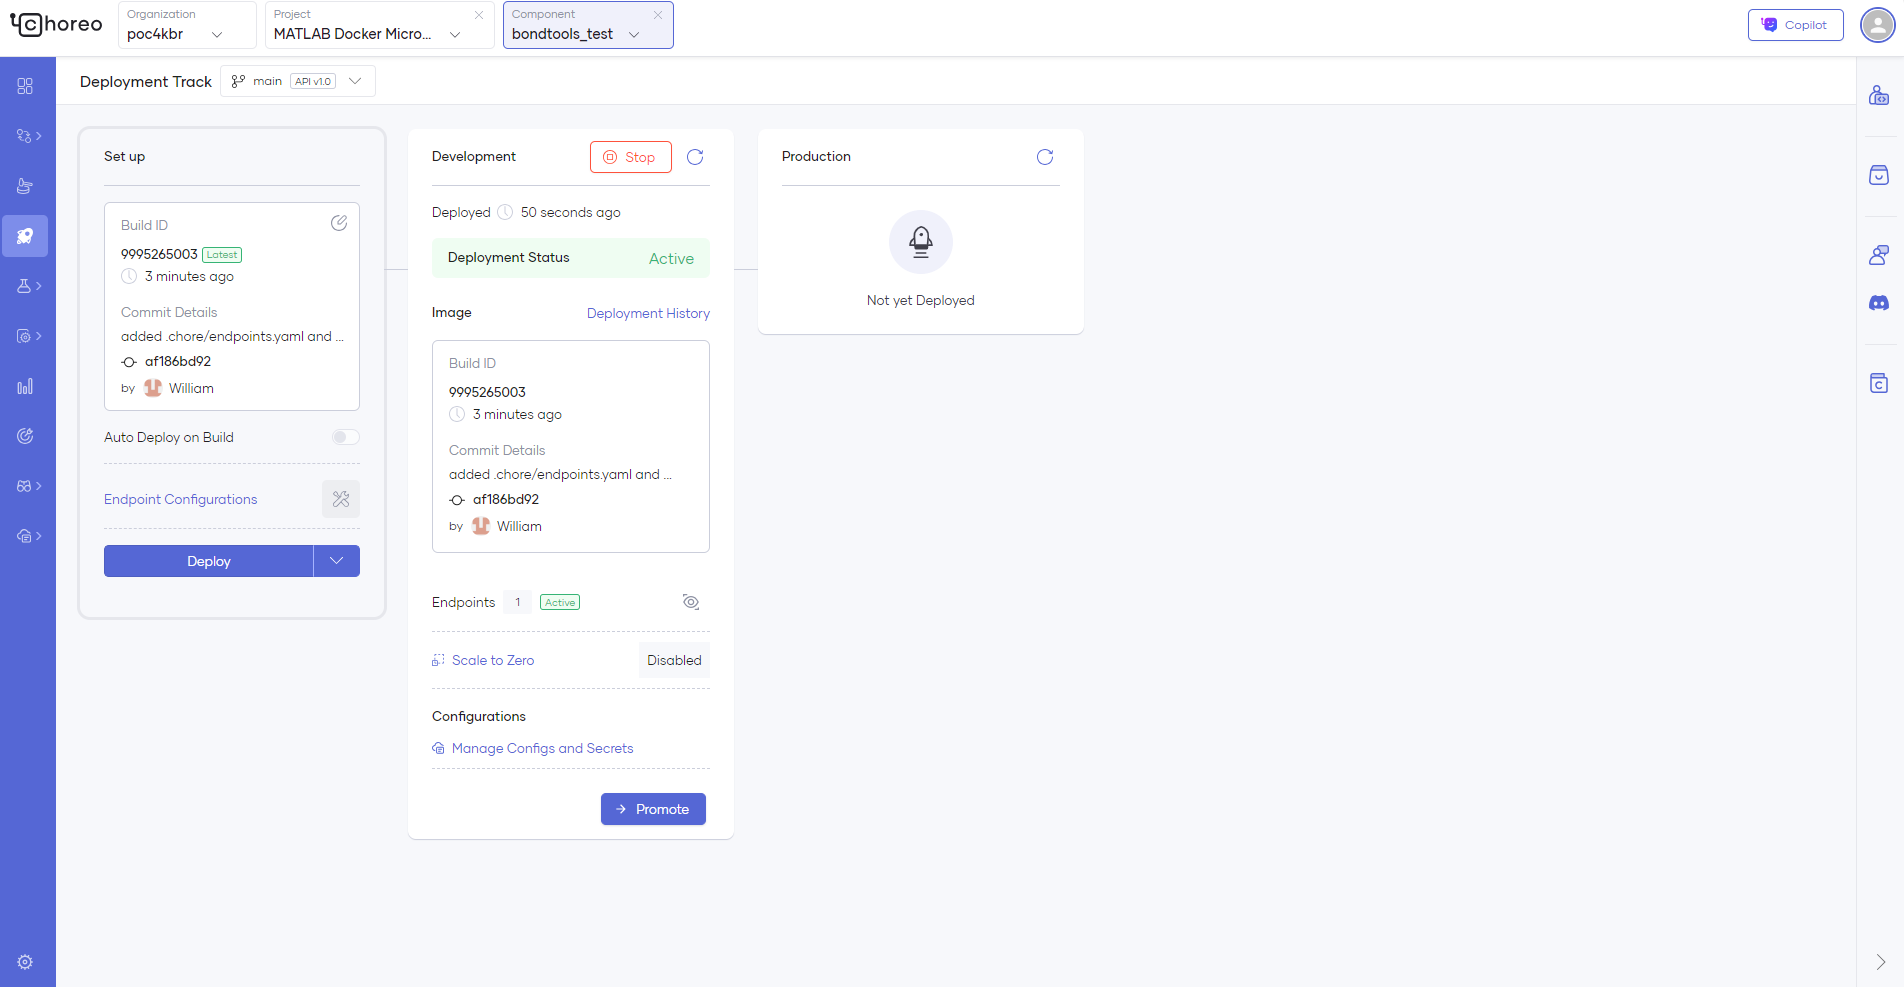 choreo
Organization
poc4kbr
Project
MATLAB Docker Micro...
Component
bondtools_test
Copilot
Deployment Track
main
API v1.0
Set up
Build ID
9995265003 Latest
3 minutes ago
Commit Details
added .chore/endpoints.yaml and ...
af186bd92
by William
Auto Deploy on Build
Endpoint Configurations
Deploy
Development
Stop
Deployed 50 seconds ago
Deployment Status Active
Image Deployment History
Build ID
9995265003
3 minutes ago
Commit Details
added .chore/endpoints.yaml and ...
af186bd92
by William
Endpoints 1 Active
Scale to Zero Disabled
Configurations
Manage Configs and Secrets
Promote
Production
Not yet Deployed